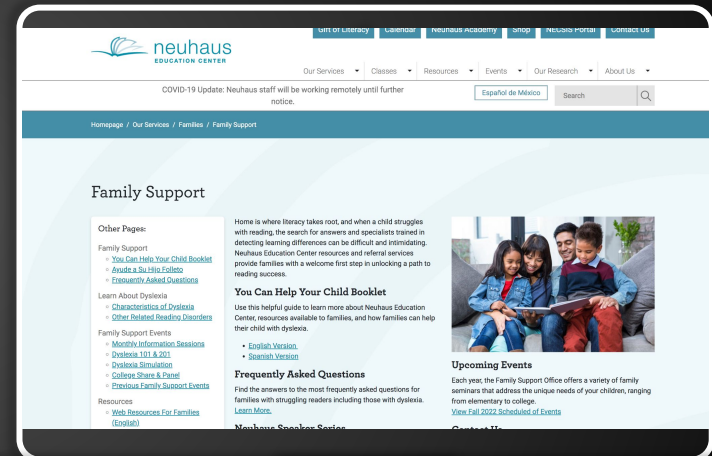 Gift of Literacy
Calendar
Neuhaus Academy
Shop
NECSIS Portal
Contact Us
neuhaus
EDUCATION CENTER
Our Services
Classes
Resources
Events
Our Research
About Us
COVID-19 Update: Neuhaus staff will be working remotely until further
notice.
Español de México
Search
Homepage / Our Services / Families / Family Support
Family Support
Other Pages:
Family Support
You Can Help Your Child Booklet
Ayude a Su Hijo Folleto
Frequently Asked Questions
Learn About Dyslexia
Characteristics of Dyslexia
Other Related Reading Disorders
Family Support Events
Monthly Information Sessions
Dyslexia 101 & 201
Dyslexia Simulation
College Share & Panel
Previous Family Support Events
Resources
Web Resources For Families
(English)
Home is where literacy takes root, and when a child struggles
with reading, the search for answers and specialists trained in
detecting learning differences can be difficult and intimidating.
Neuhaus Education Center resources and referral services
provide families with a welcome first step in unlocking a path to
reading success.
You Can Help Your Child Booklet
Use this helpful guide to learn more about Neuhaus Education
Center, resources available to families, and how families can help
their child with dyslexia.
English Version
Spanish Version
Frequently Asked Questions
Find the answers to the most frequently asked questions for
families with struggling readers including those with dyslexia.
Learn More.
Neuhaus Speaker Series
Upcoming Events
Each year, the Family Support Office offers a variety of family
seminars that address the unique needs of your children, ranging
from elementary to college.
View Fall 2022 Scheduled of Events
Contact Us